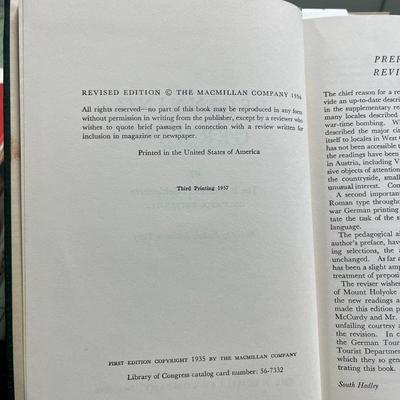 REVISED EDITION © THE MACMILLAN COMPANY 1956
All rights reserved—no part of this book may be reproduced in any form
without permission in writing from the publisher, except by a reviewer who
wishes to quote brief passages in connection with a review written for
inclusion in magazine or newspaper.
Printed in the United States of America
Third Printing 1957
FIRST EDITION COPYRIGHT 1935 BY THE MACMILLAN COMPANY
Library of Congress catalog card number: 56-7332
PREF
REVI
The chief reason for a re
vide an up-to-date descripti
in the supplementary re
many locales described
war-time bombing. W
described the major ci
itself to locales in West
has not been accessible t
the readings have been
in Austria, including V
sive objects of attention
the countryside, small
unusual interest. Com
A second important
Roman type througho
war German printing
tate the task of the s
language.
The pedagogical a
author's preface, have
ing selections, the a
unchanged. As far a
has been a slight amp
treatment of preposit
The reviser wishes
of Mount Holyoke
the new readings a
made this edition p
McCurdy and Mr.
unfailing courtesy a
the revision. In c
the German Tour
Tourist Departme
which they so gen
trating this book.
South Hadley